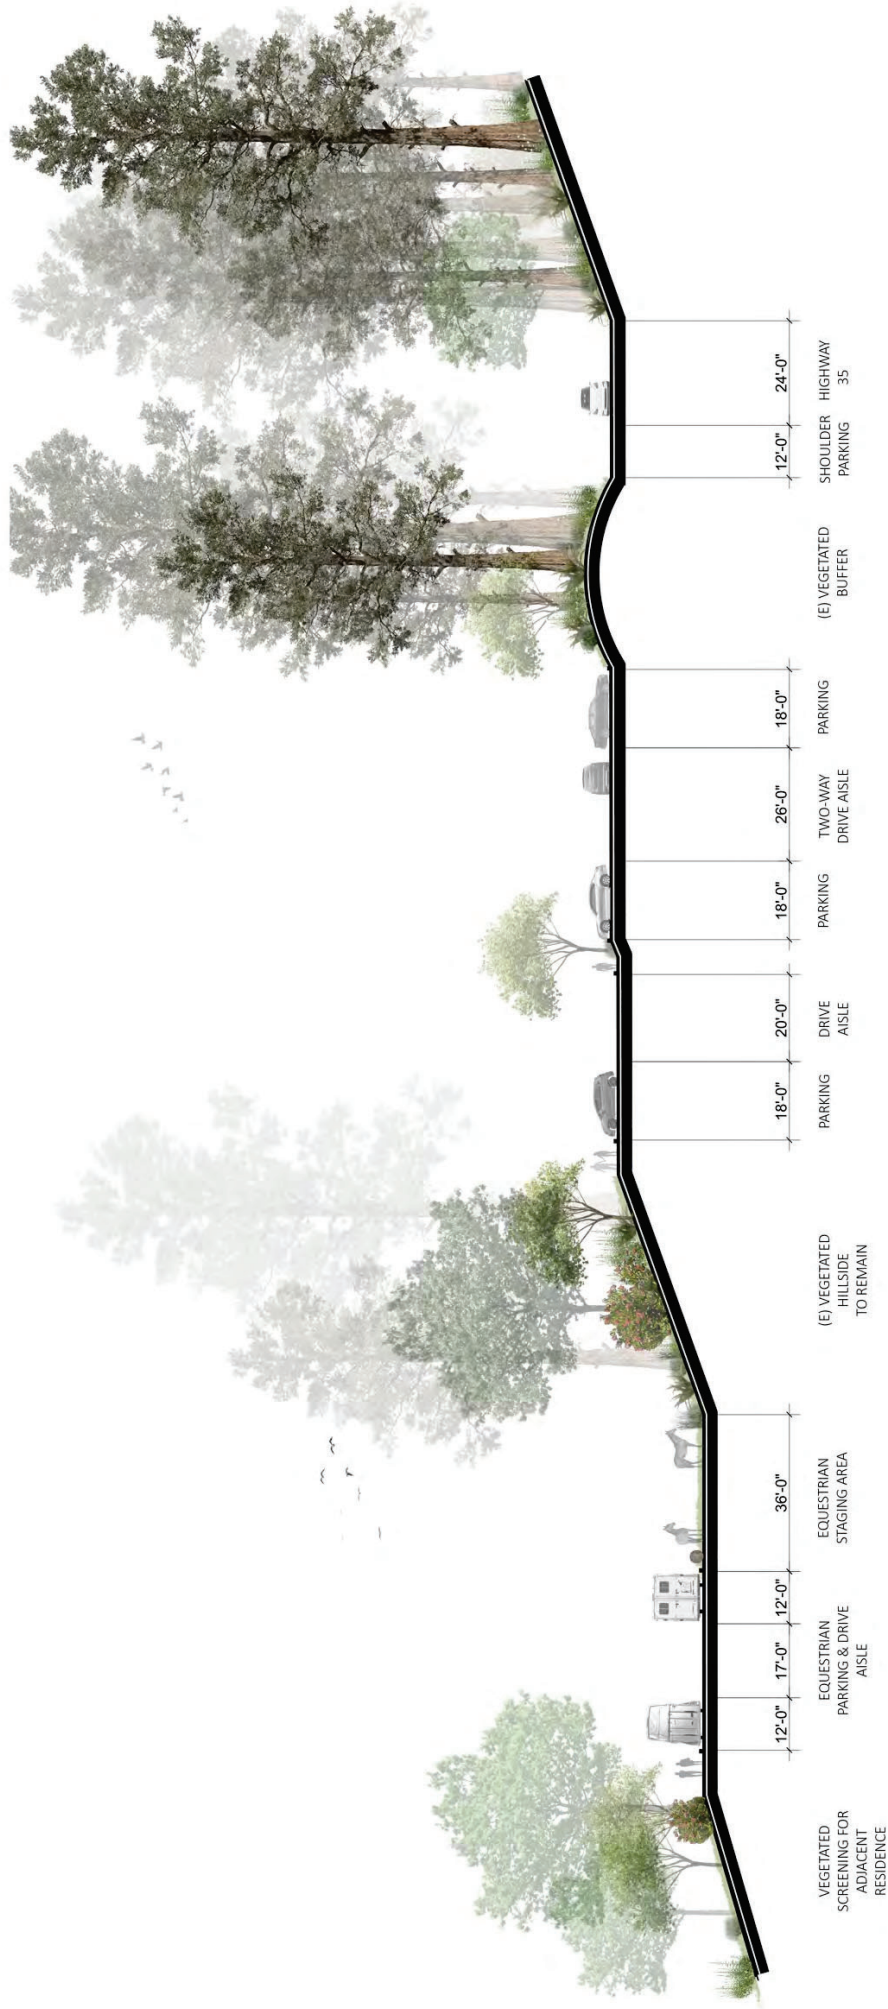 12'-0"
17'-0"
12'-0"
36'-0"
18'-0"
20'-0"
18'-0"
26'-0"
18'-0"
12'-0"
24'-0"
VEGETATED
SCREENING FOR
ADJACENT
RESIDENCE
EQUESTRIAN
PARKING & DRIVE
AISLE
EQUESTRIAN
STAGING AREA
(E) VEGETATED
HILLSIDE
TO REMAIN
PARKING
DRIVE
AISLE
PARKING
TWO-WAY
DRIVE AISLE
PARKING
(E) VEGETATED
BUFFER
SHOULDER
PARKING
HIGHWAY
35